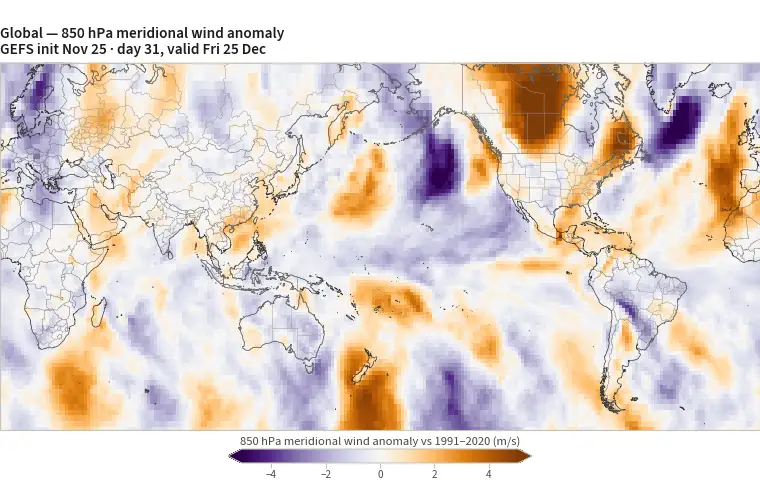 Global — 850 hPa meridional wind anomaly
GEFS init Nov 25 · day 31, valid Fri 25 Dec
850 hPa meridional wind anomaly vs 1991–2020 (m/s)
−4 −2 0 2 4